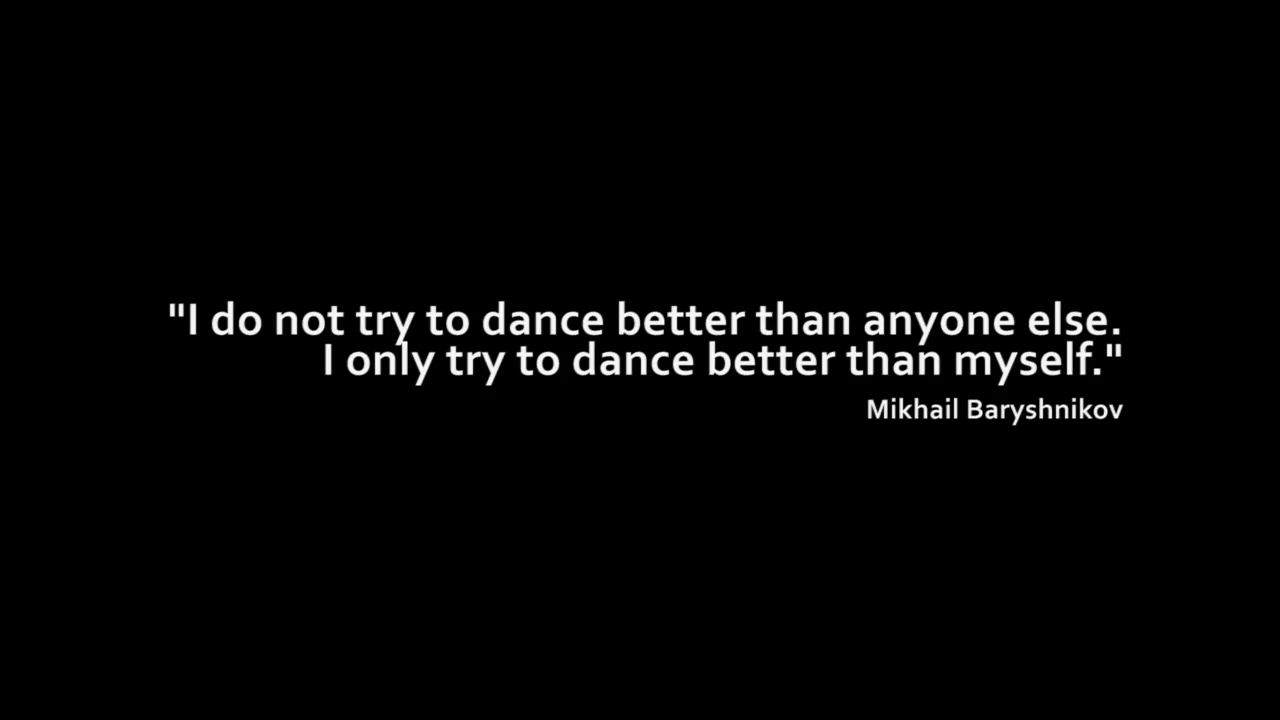 "I do not try to dance better than anyone else.
I only try to dance better than myself."
Mikhail Baryshnikov